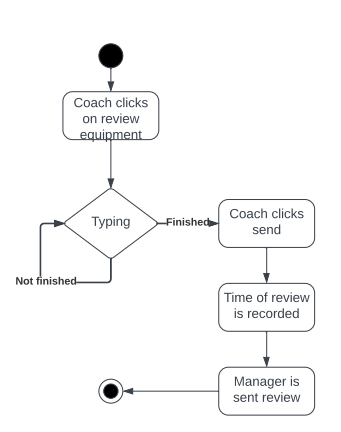 Coach clicks
on review
equipment
Typing
Finished
Coach clicks
send
Not finished
Time of review
is recorded
Manager is
sent review